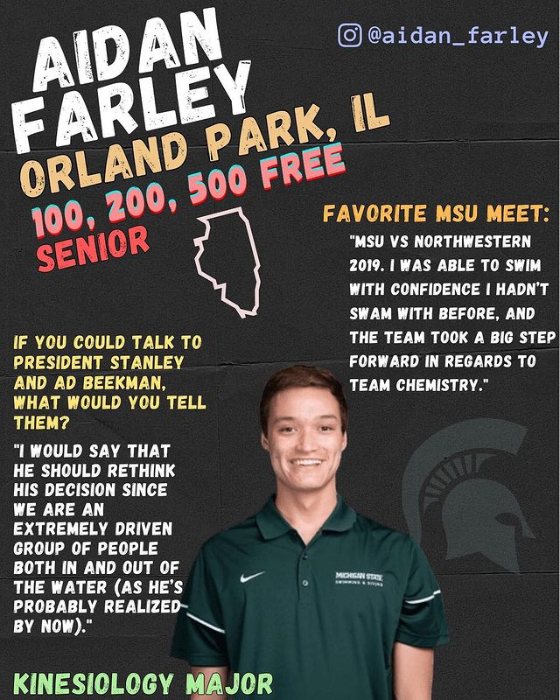 AIDAN
FARLEY
@aidan_farley
ORLAND PARK, IL
100, 200, 500 FREE
SENIOR
FAVORITE MSU MEET:
"MSU VS NORTHWESTERN
2019. I WAS ABLE TO SWIM
WITH CONFIDENCE I HADN'T
SWAM WITH BEFORE, AND
THE TEAM TOOK A BIG STEP
FORWARD IN REGARDS TO
TEAM CHEMISTRY."
IF YOU COULD TALK TO
PRESIDENT STANLEY
AND AD BEEKMAN,
WHAT WOULD YOU TELL
THEM?
"I WOULD SAY THAT
HE SHOULD RETHINK
HIS DECISION SINCE
WE ARE AN
EXTREMELY DRIVEN
GROUP OF PEOPLE
BOTH IN AND OUT OF
THE WATER (AS HE'S
PROBABLY REALIZED
BY NOW)."
MICHIGAN STATE
SWIMMING & DIVING
KINESIOLOGY MAJOR